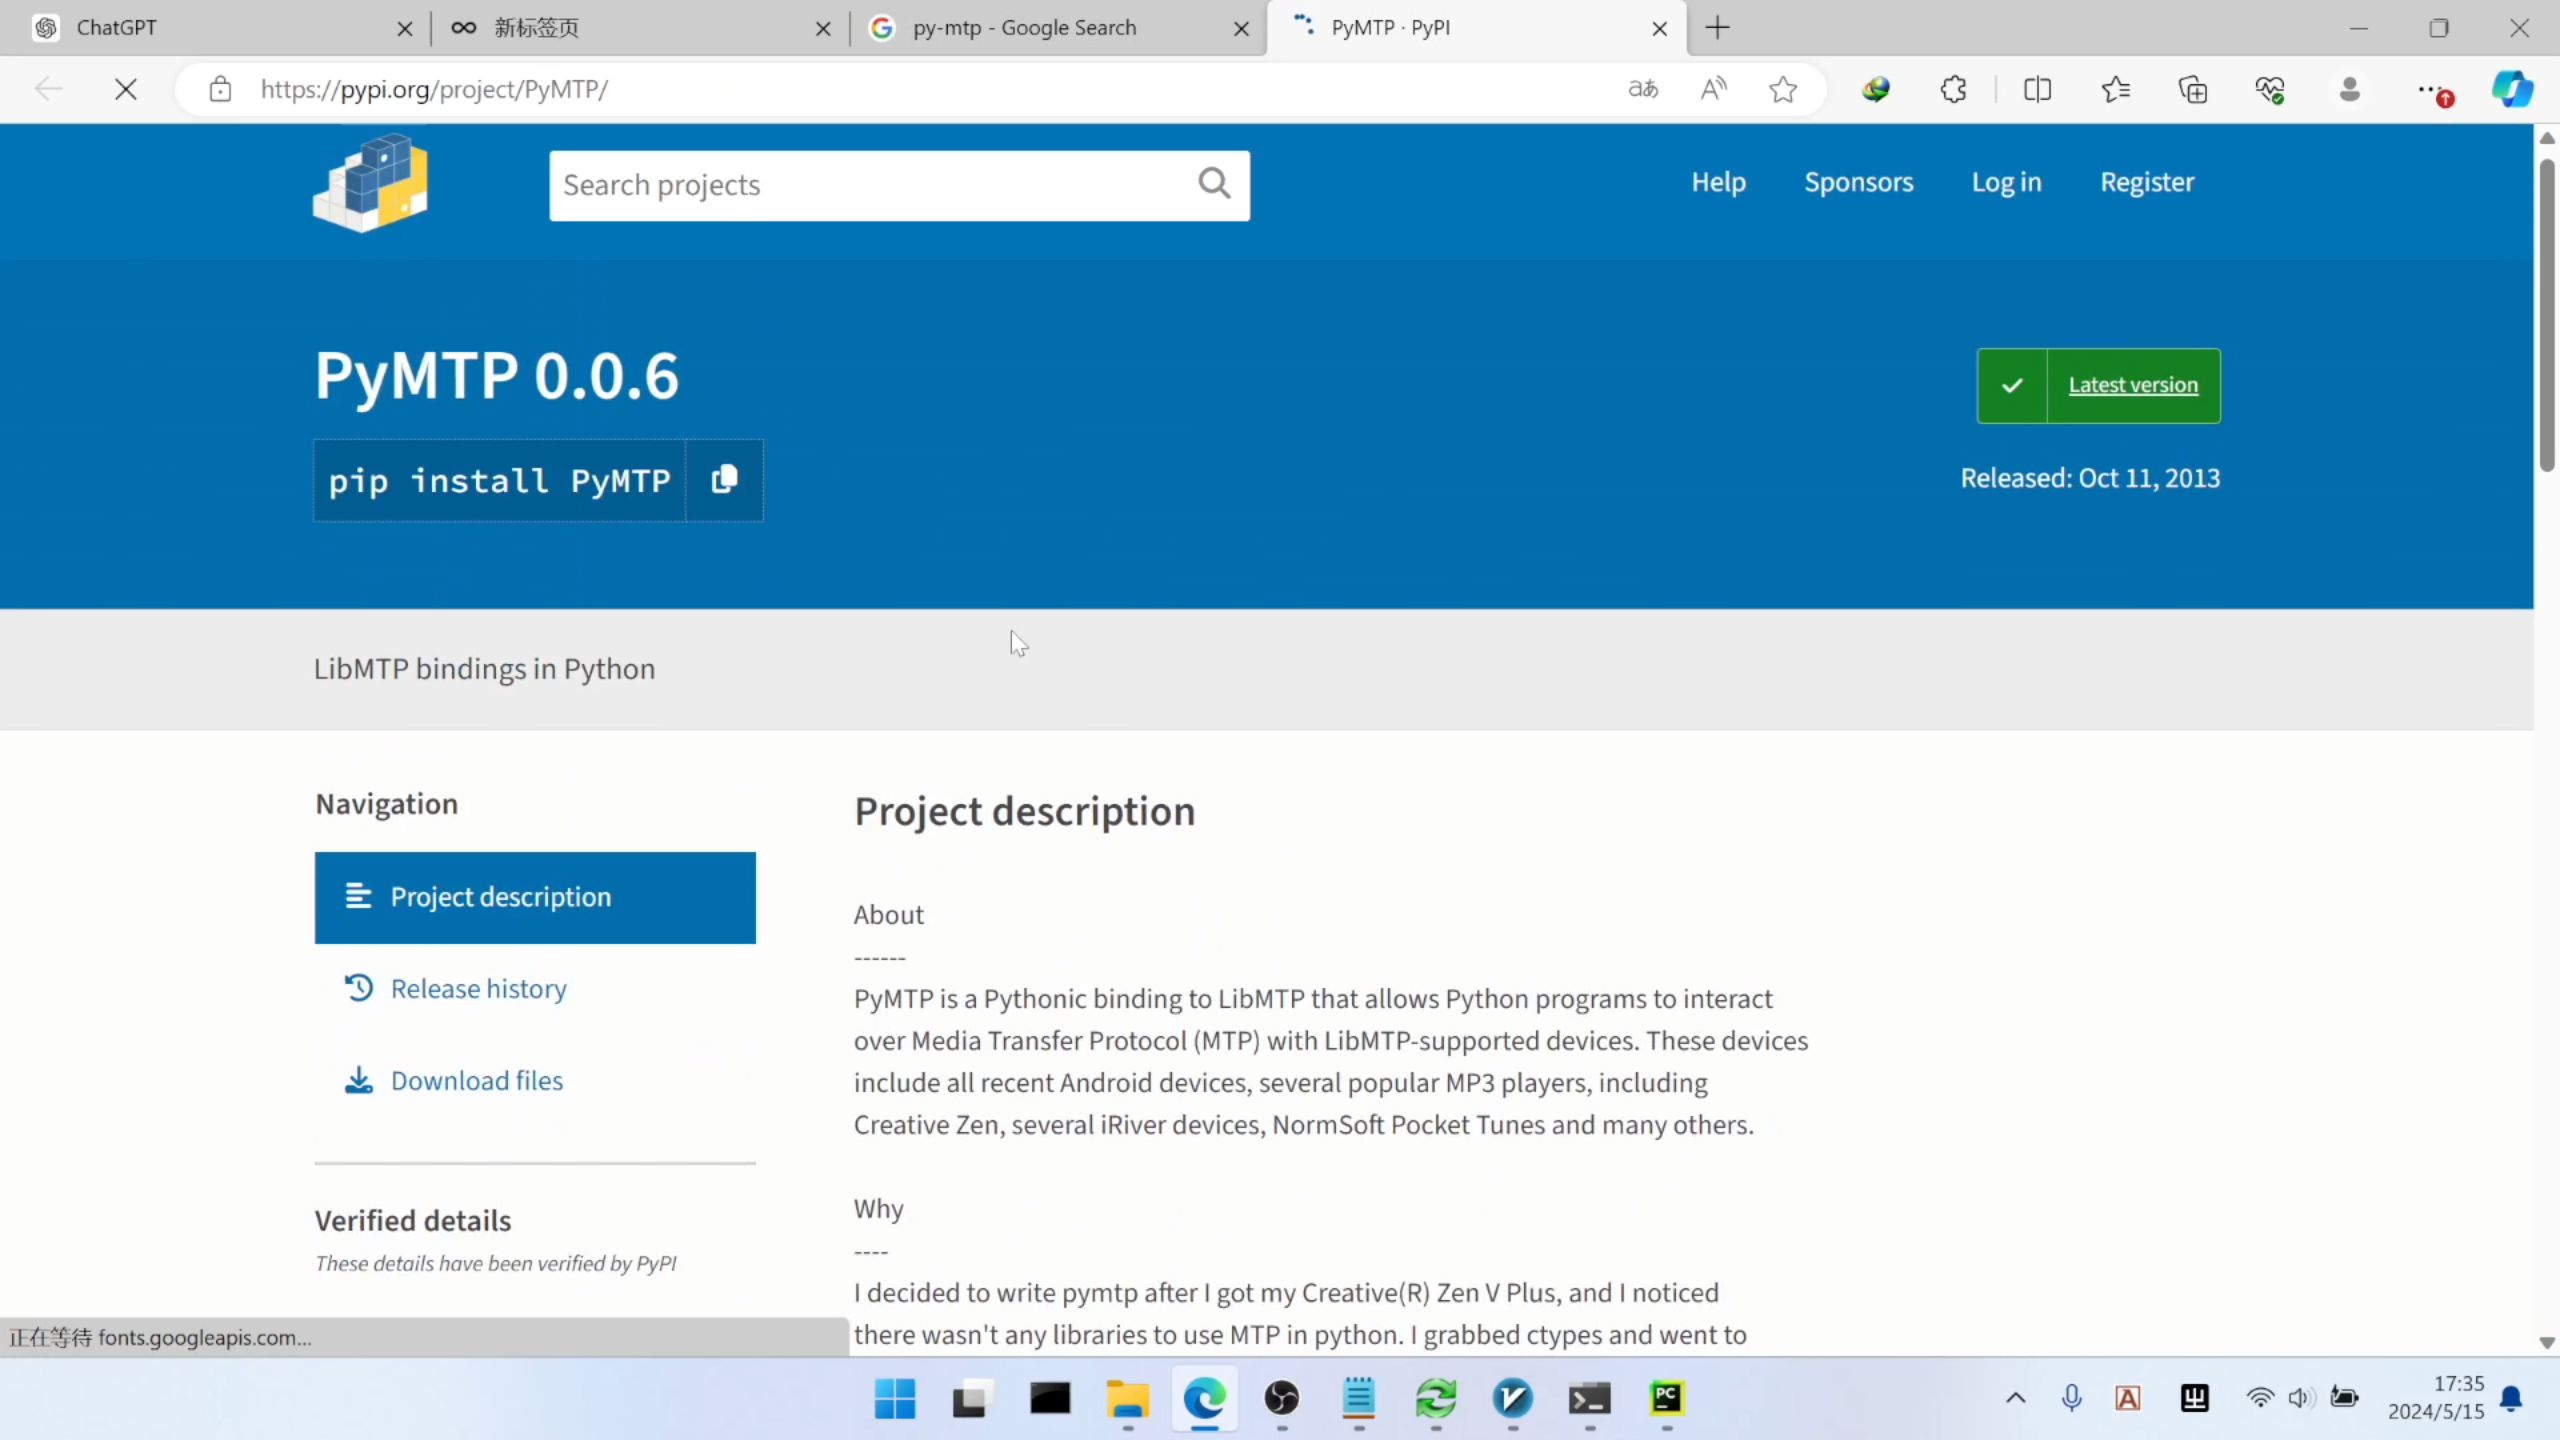 ChatGPT
新标签页
py-mtp - Google Search
PyMTP · PyPI
https://pypi.org/project/PyMTP/
Search projects
Help
Sponsors
Log in
Register
PyMTP 0.0.6
Latest version
pip install PyMTP
Released: Oct 11, 2013
LibMTP bindings in Python
Navigation
Project description
Release history
Download files
Verified details
These details have been verified by PyPI
Project description
About
------
PyMTP is a Pythonic binding to LibMTP that allows Python programs to interact
over Media Transfer Protocol (MTP) with LibMTP-supported devices. These devices
include all recent Android devices, several popular MP3 players, including
Creative Zen, several iRiver devices, NormSoft Pocket Tunes and many others.
Why
----
I decided to write pymtp after I got my Creative(R) Zen V Plus, and I noticed
there wasn't any libraries to use MTP in python. I grabbed ctypes and went to
正在等待 fonts.googleapis.com...
17:35
2024/5/15